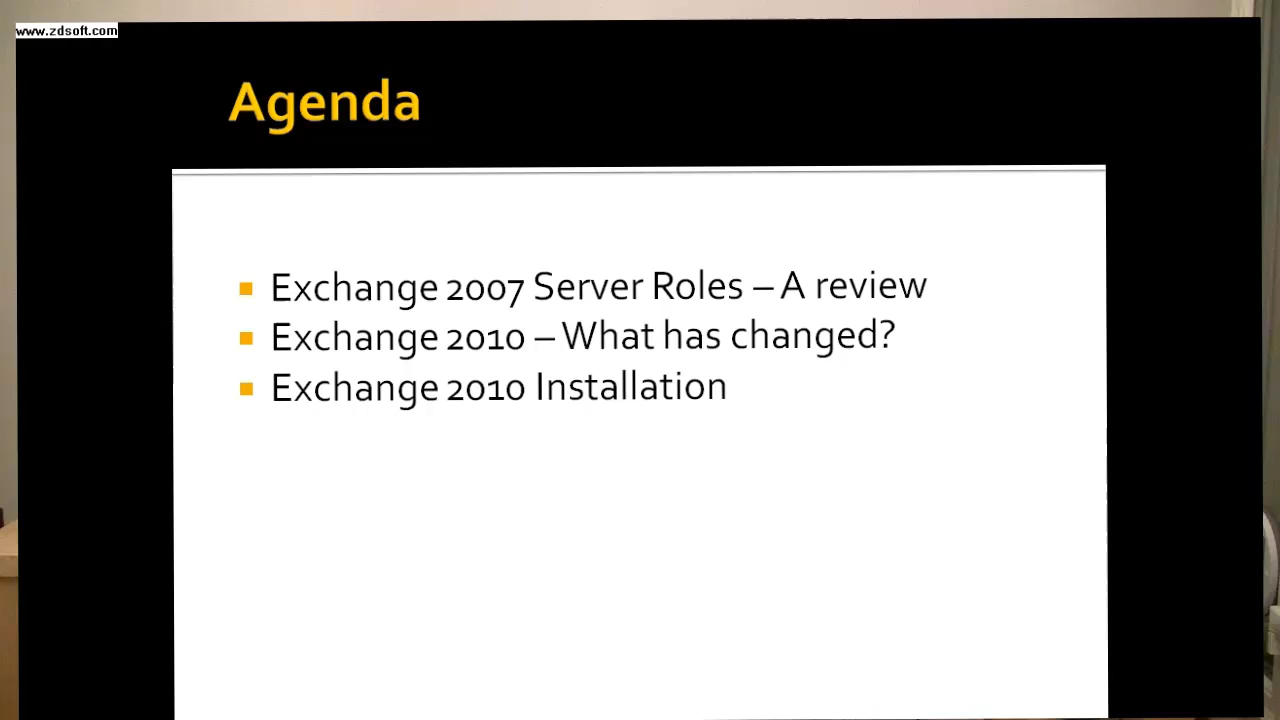 www.zdsoft.com
Agenda
Exchange 2007 Server Roles – A review
Exchange 2010 – What has changed?
Exchange 2010 Installation